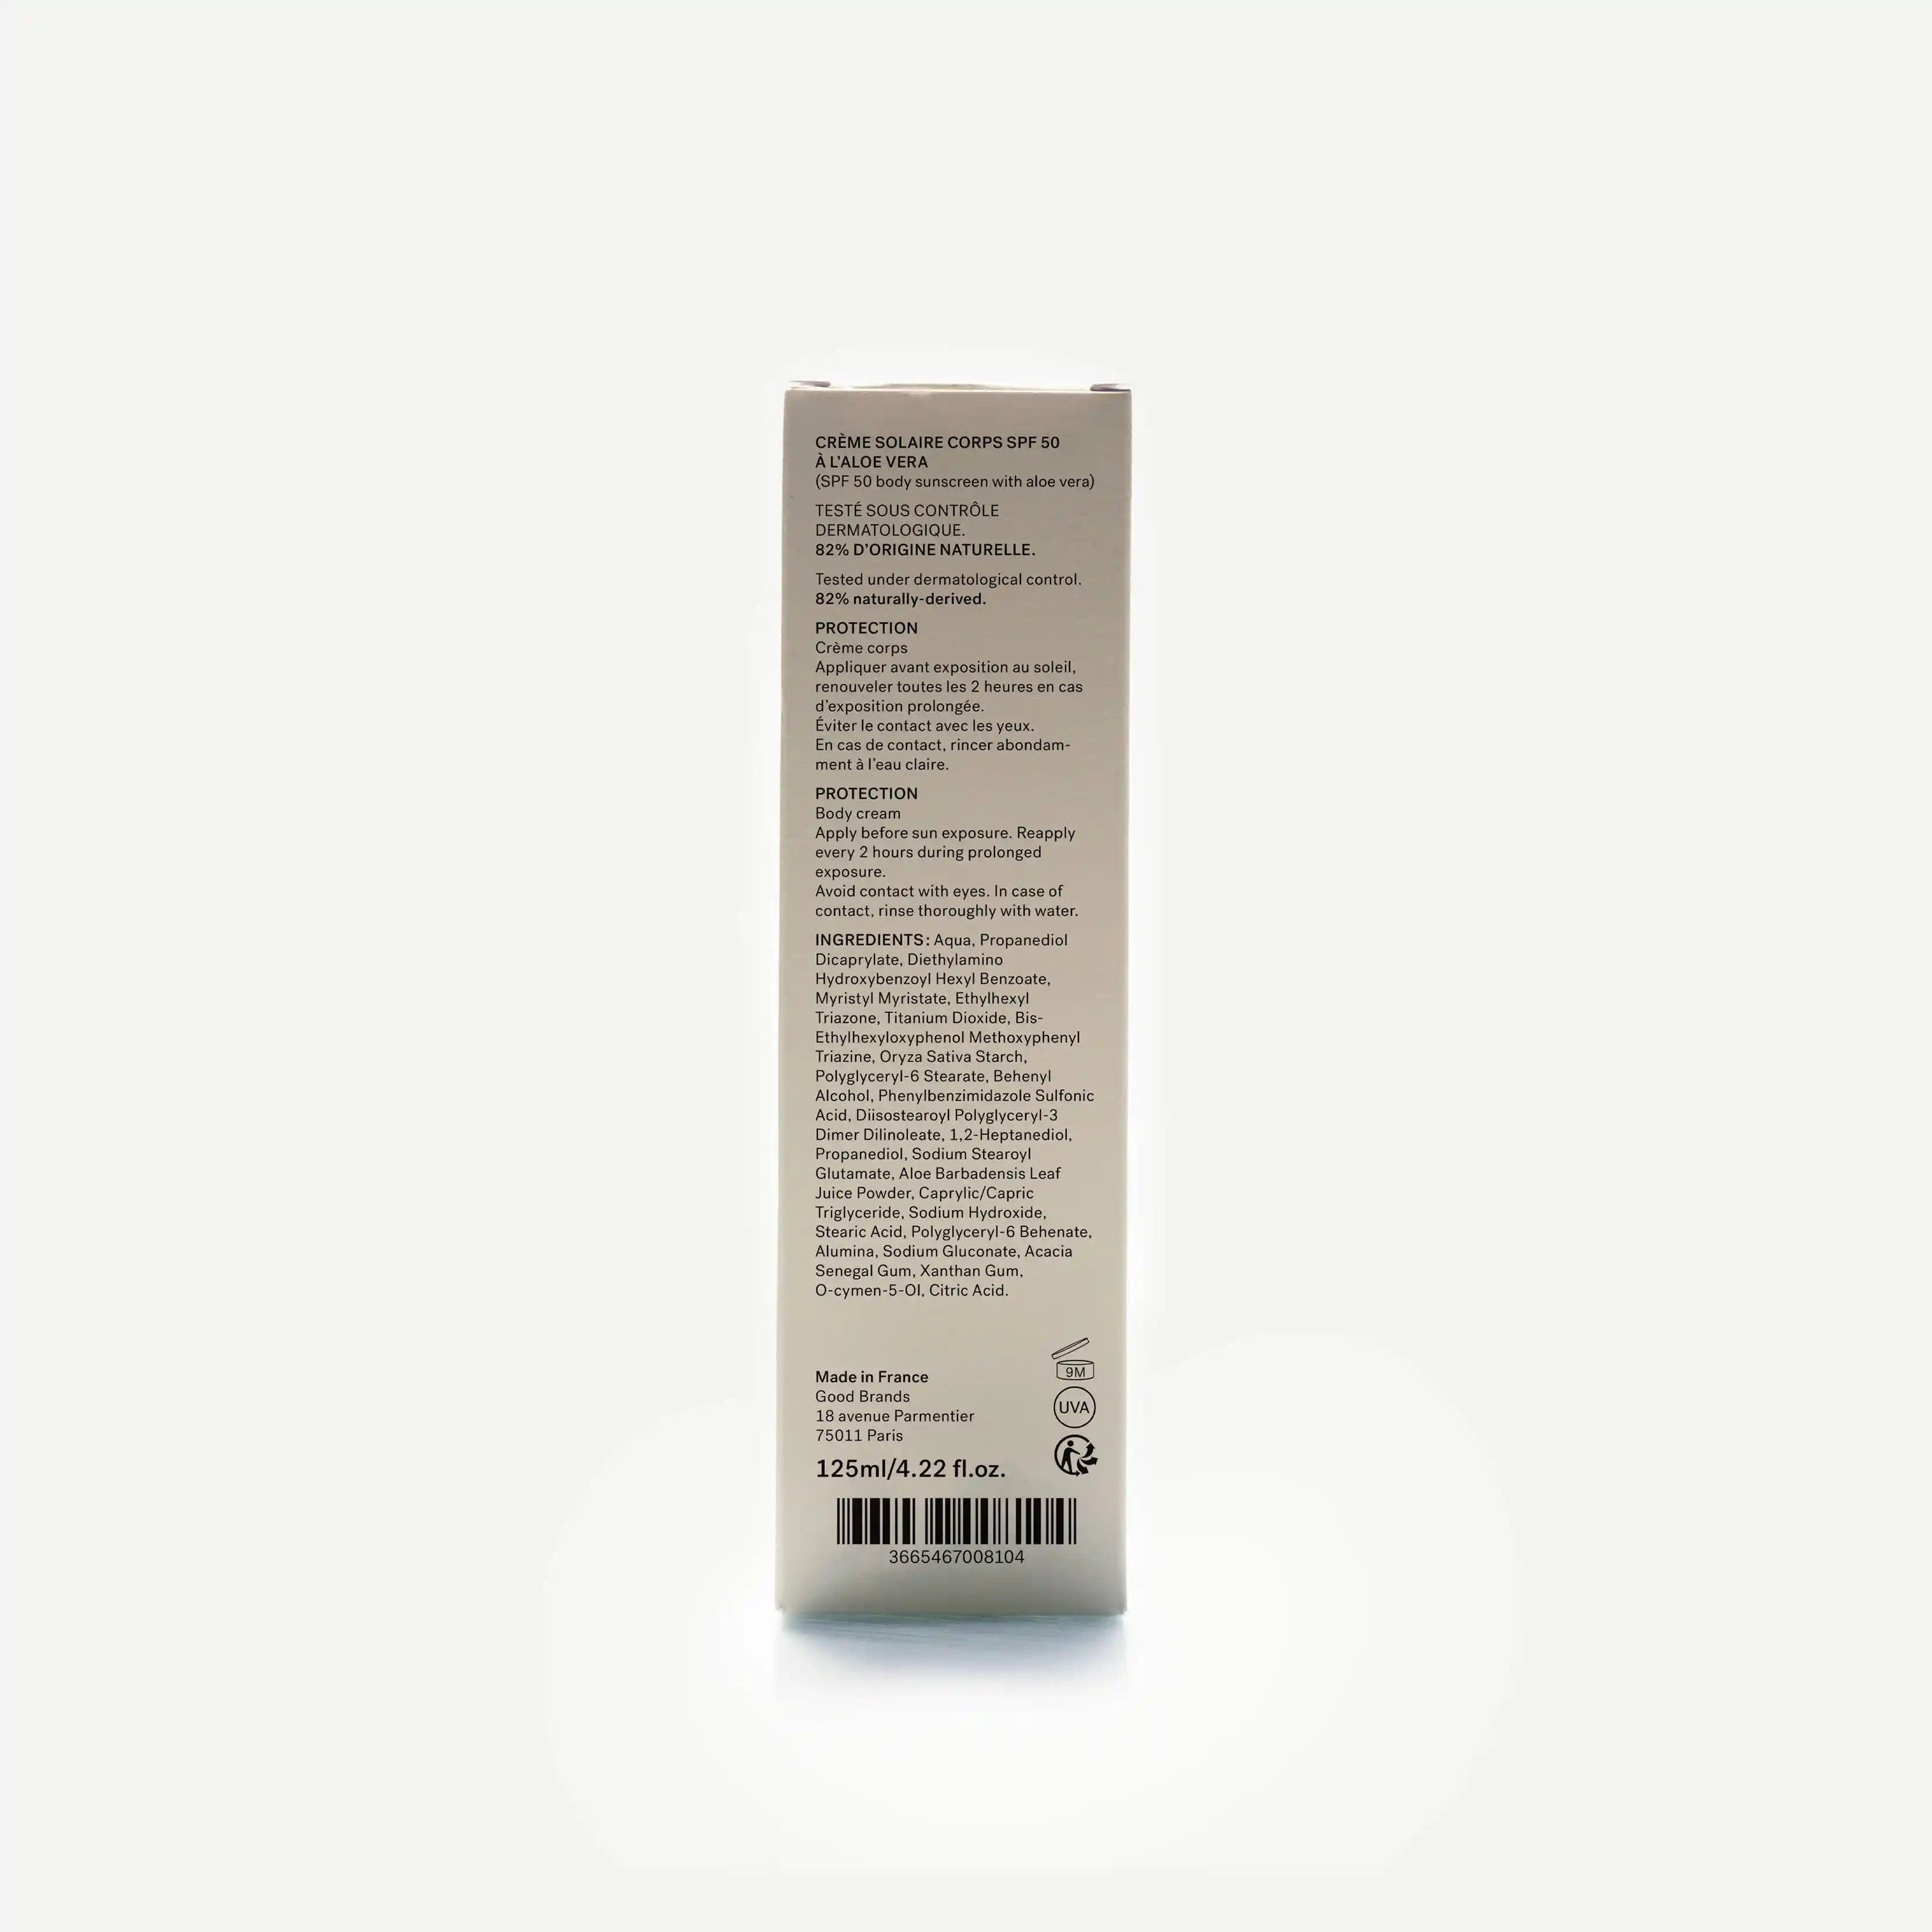 CRÈME SOLAIRE CORPS SPF 50
À L’ALOE VERA
(SPF 50 body sunscreen with aloe vera)
TESTÉ SOUS CONTRÔLE
DERMATOLOGIQUE.
82% D’ORIGINE NATURELLE.
Tested under dermatological control.
82% naturally-derived.
PROTECTION
Crème corps
Appliquer avant exposition au soleil,
renouveler toutes les 2 heures en cas
d’exposition prolongée.
Éviter le contact avec les yeux.
En cas de contact, rincer abondam-
ment à l’eau claire.
PROTECTION
Body cream
Apply before sun exposure. Reapply
every 2 hours during prolonged
exposure.
Avoid contact with eyes. In case of
contact, rinse thoroughly with water.
INGREDIENTS: Aqua, Propanediol
Dicaprylate, Diethylamino
Hydroxybenzoyl Hexyl Benzoate,
Myristyl Myristate, Ethylhexyl
Triazone, Titanium Dioxide, Bis-
Ethylhexyloxyphenol Methoxyphenyl
Triazine, Oryza Sativa Starch,
Polyglyceryl-6 Stearate, Behenyl
Alcohol, Phenylbenzimidazole Sulfonic
Acid, Diisostearoyl Polyglyceryl-3
Dimer Dilinoleate, 1,2-Heptanediol,
Propanediol, Sodium Stearoyl
Glutamate, Aloe Barbadensis Leaf
Juice Powder, Caprylic/Capric
Triglyceride, Sodium Hydroxide,
Stearic Acid, Polyglyceryl-6 Behenate,
Alumina, Sodium Gluconate, Acacia
Senegal Gum, Xanthan Gum,
O-cymen-5-Ol, Citric Acid.
9M
UVA
Made in France
Good Brands
18 avenue Parmentier
75011 Paris
125ml/4.22 fl.oz.
3665467008104